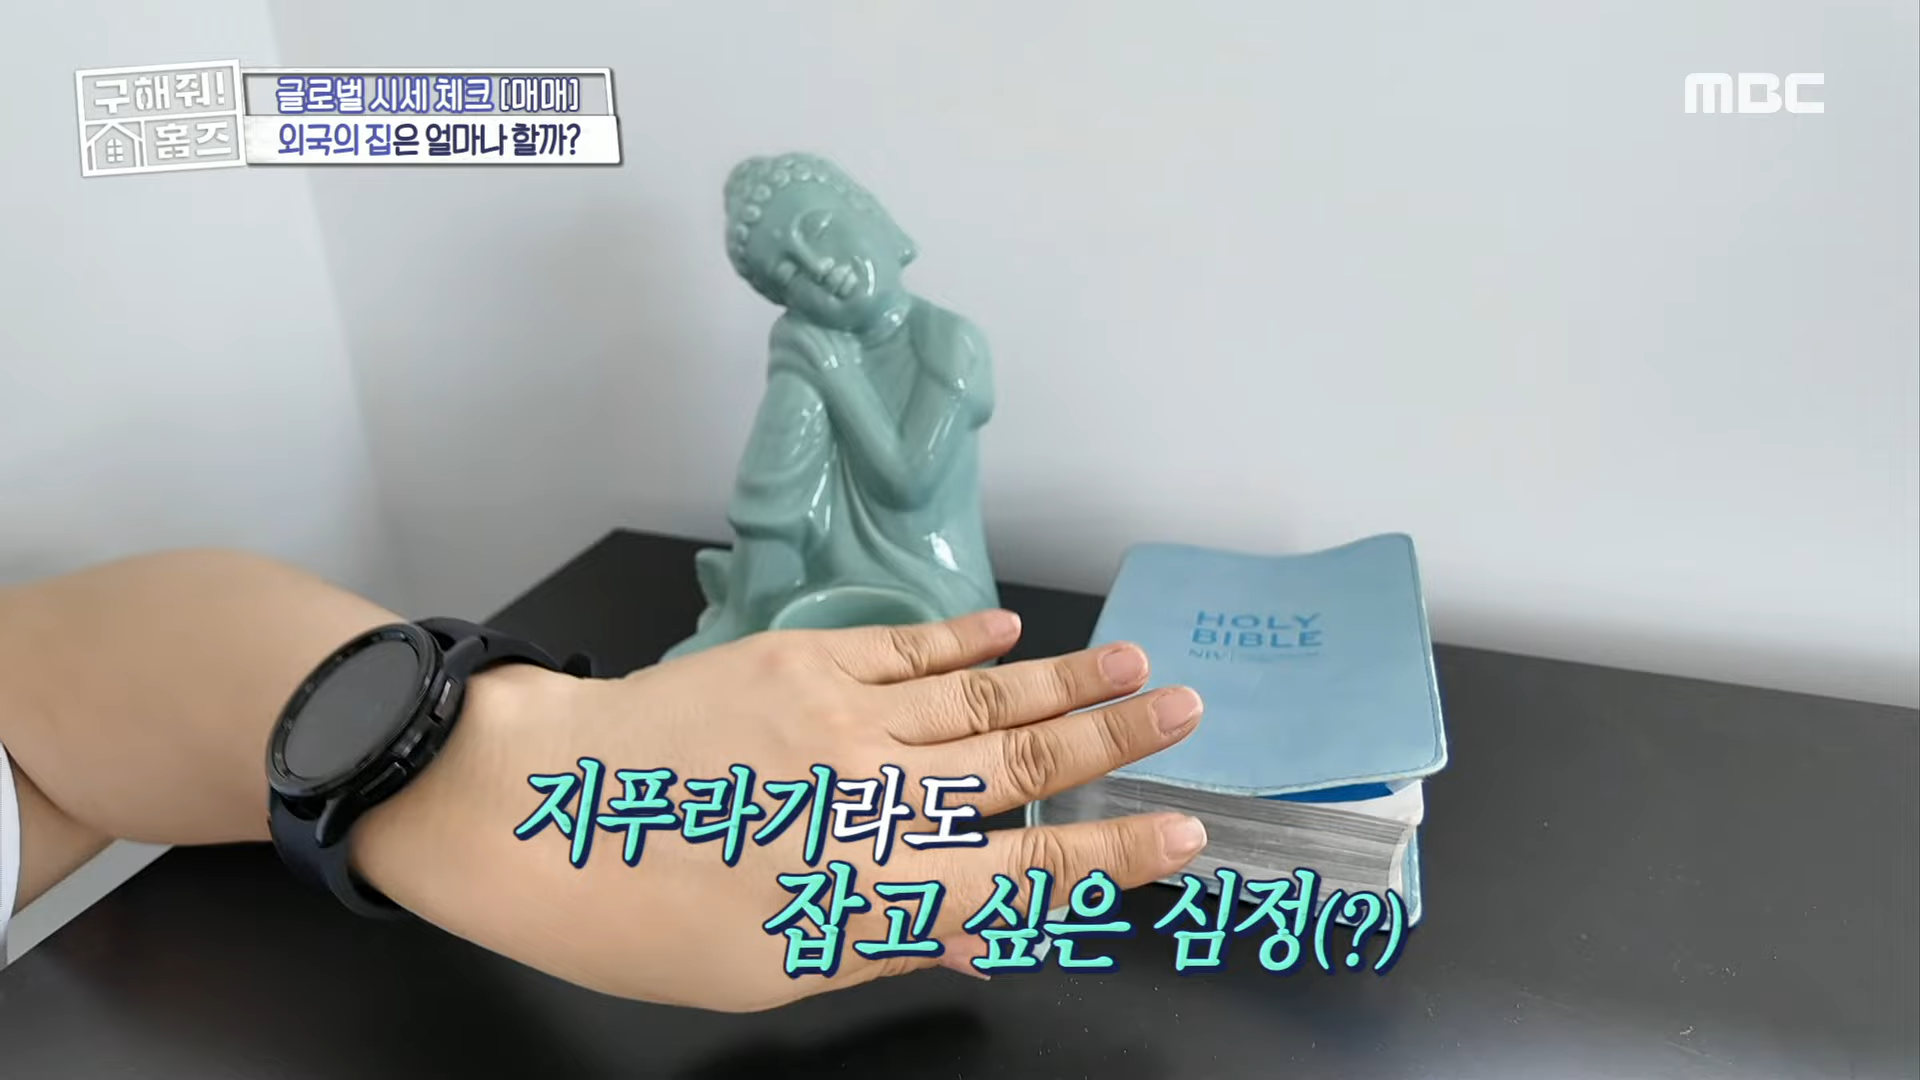 구해줘!
홈즈
글로벌 시세 체크 [매매]
외국의 집은 얼마나 할까?
MBC
HOLY
BIBLE
NIV
지푸라기라도
잡고 싶은 심정(?)